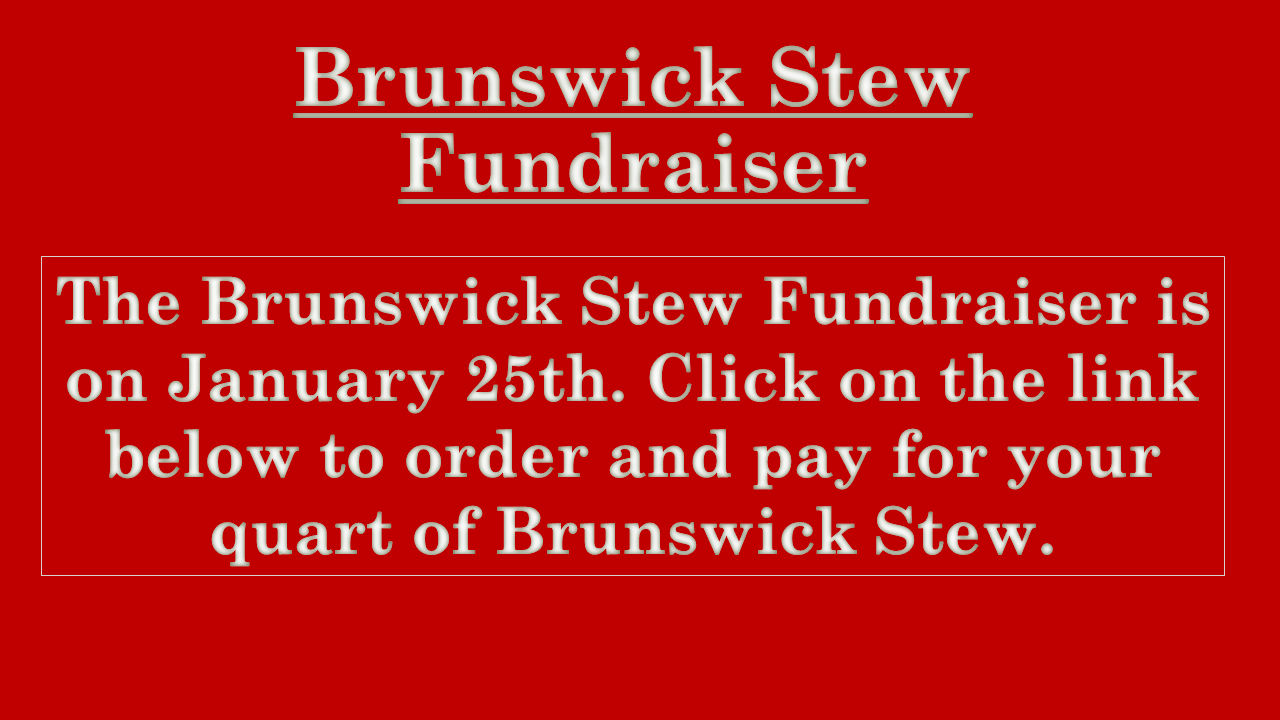 Brunswick Stew
Fundraiser
The Brunswick Stew Fundraiser is
on January 25th. Click on the link
below to order and pay for your
quart of Brunswick Stew.